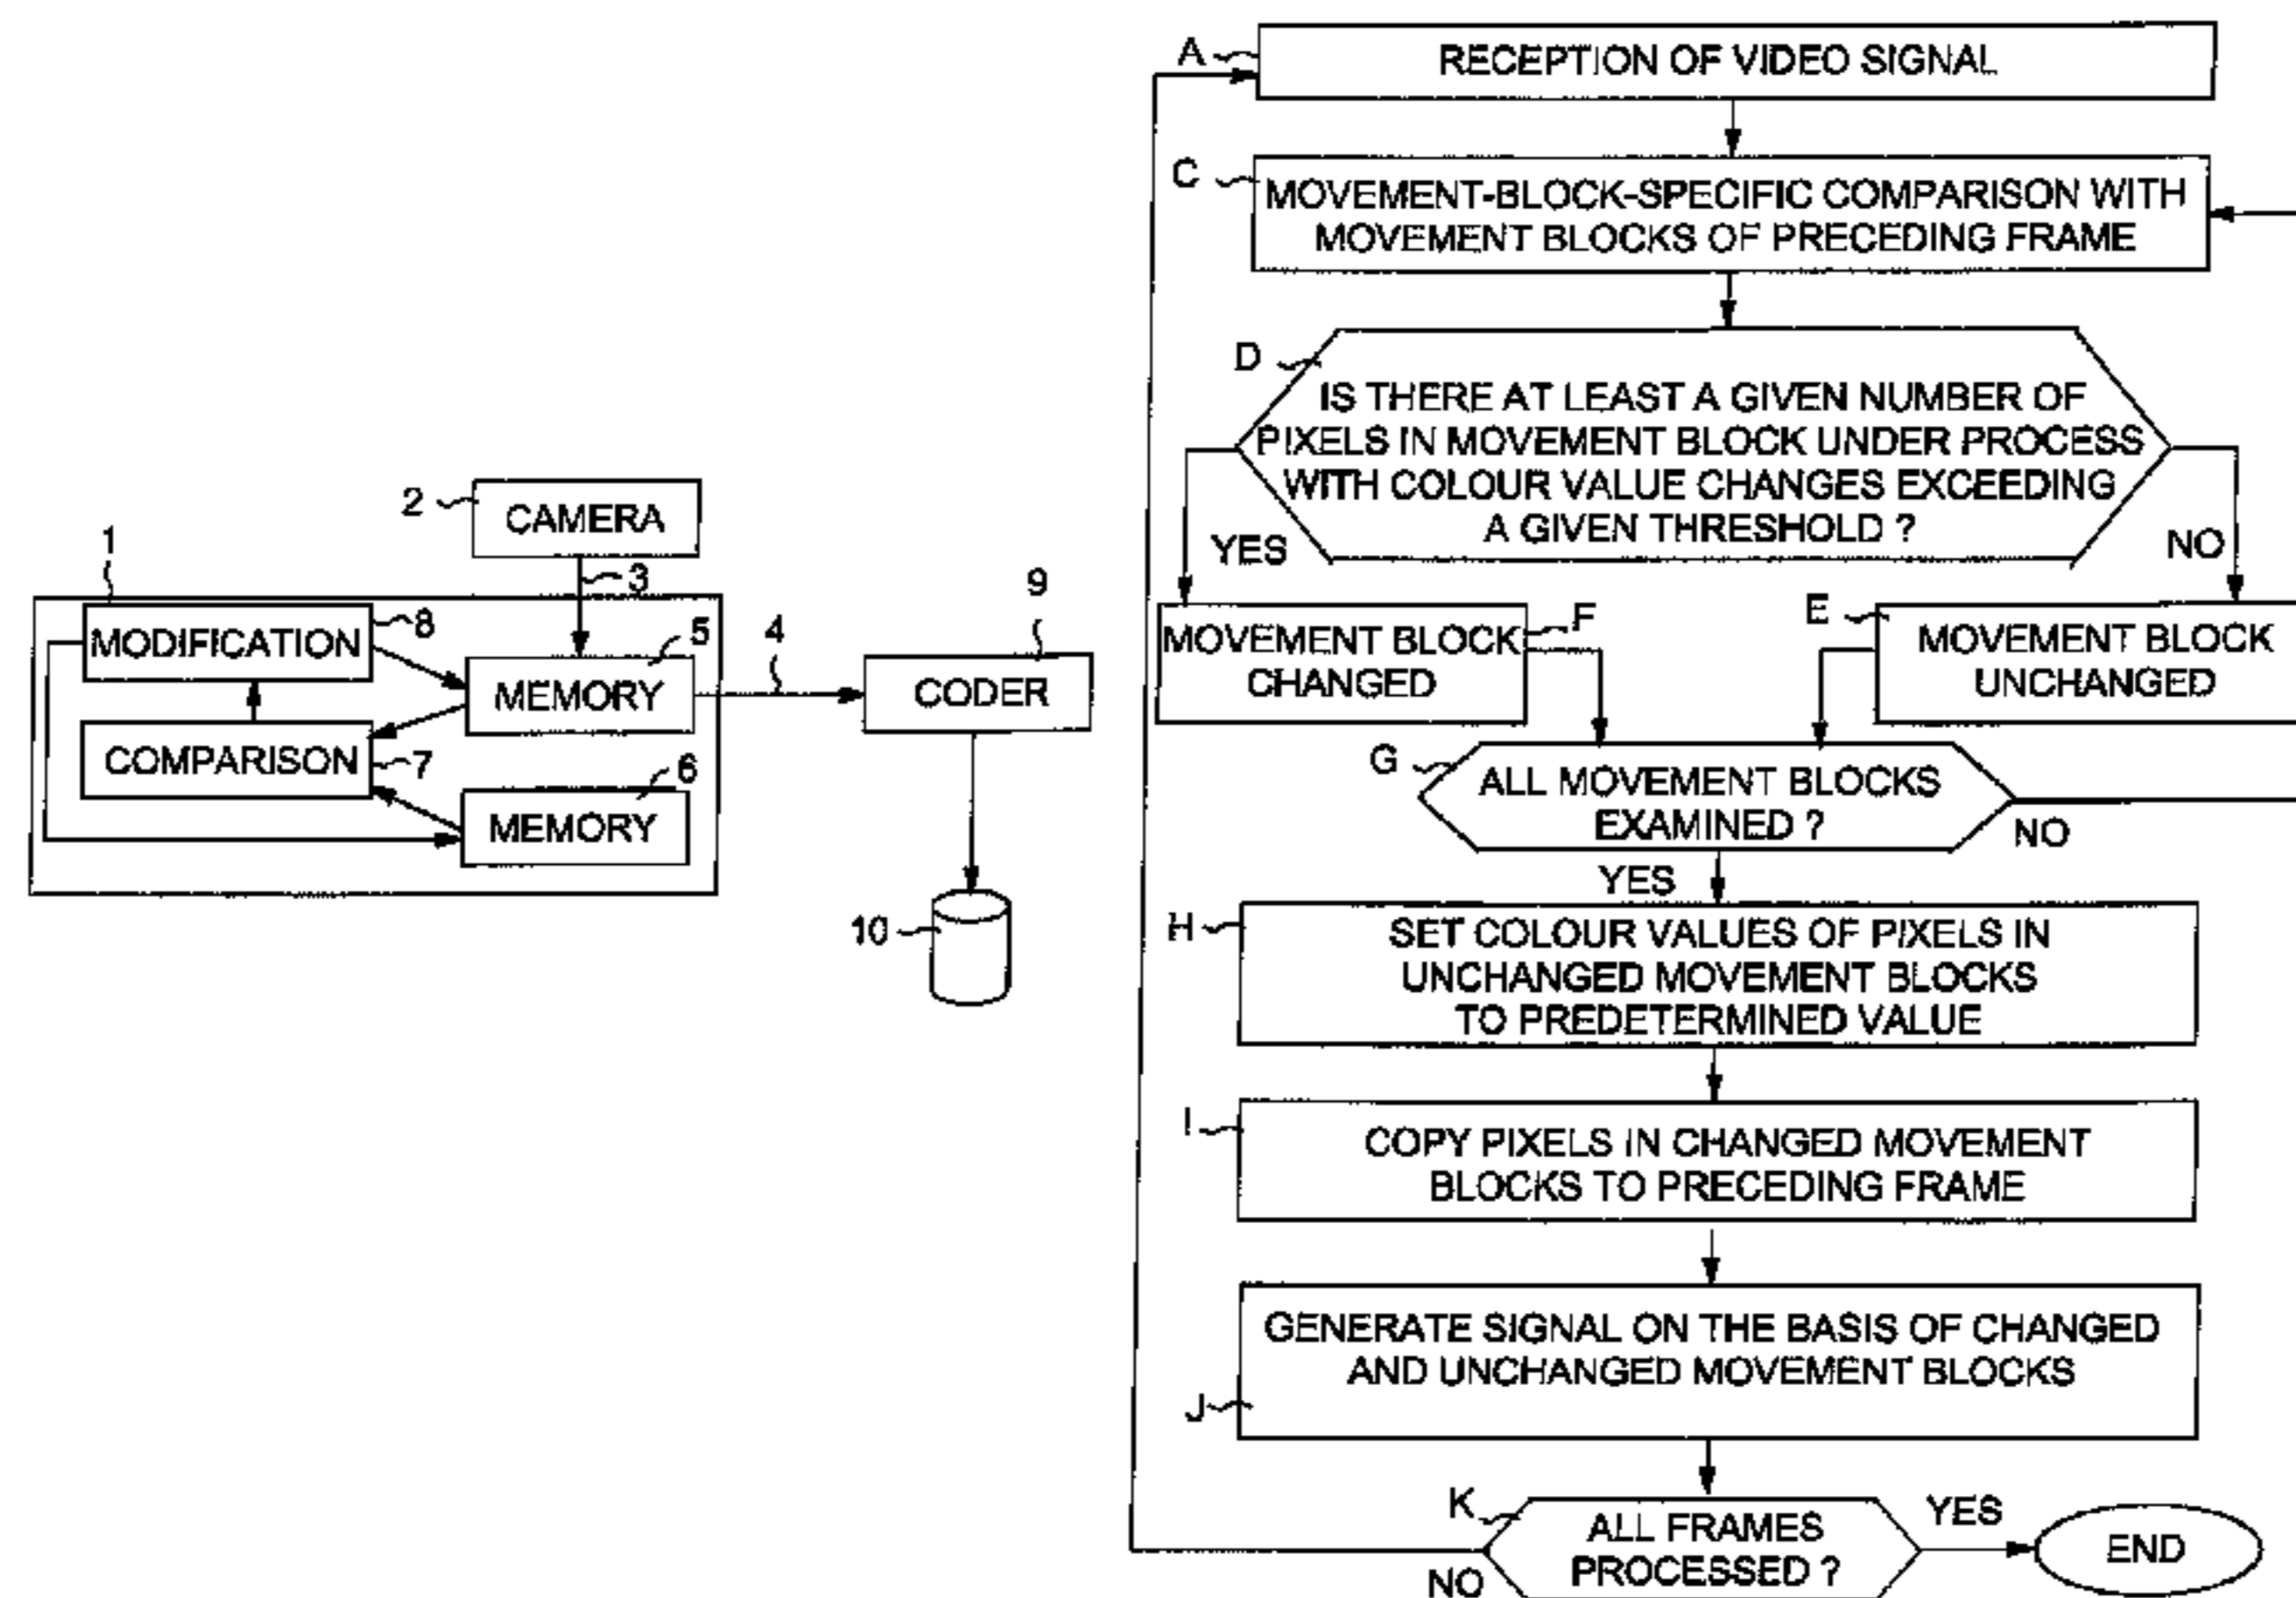 2
CAMERA
1
3
MODIFICATION
8
5
MEMORY
4
9
CODER
COMPARISON
7
6
MEMORY
10
A
RECEPTION OF VIDEO SIGNAL
C
MOVEMENT-BLOCK-SPECIFIC COMPARISON WITH
MOVEMENT BLOCKS OF PRECEDING FRAME
D
IS THERE AT LEAST A GIVEN NUMBER OF
PIXELS IN MOVEMENT BLOCK UNDER PROCESS
WITH COLOUR VALUE CHANGES EXCEEDING
A GIVEN THRESHOLD ?
YES
NO
MOVEMENT BLOCK
CHANGED
F
E
MOVEMENT BLOCK
UNCHANGED
G
ALL MOVEMENT BLOCKS
EXAMINED ?
NO
YES
H
SET COLOUR VALUES OF PIXELS IN
UNCHANGED MOVEMENT BLOCKS
TO PREDETERMINED VALUE
I
COPY PIXELS IN CHANGED MOVEMENT
BLOCKS TO PRECEDING FRAME
GENERATE SIGNAL ON THE BASIS OF CHANGED
AND UNCHANGED MOVEMENT BLOCKS
J
K
ALL FRAMES
PROCESSED ?
YES
NO
END